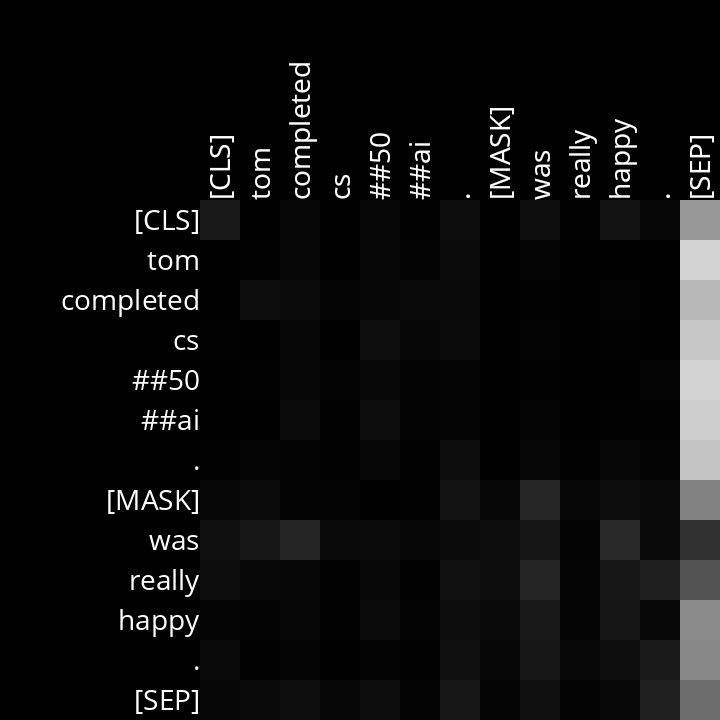 [CLS] tom completed cs ##50 ##ai . [MASK] was really happy . [SEP]
[CLS]
tom
completed
cs
##50
##ai
.
[MASK]
was
really
happy
.
[SEP]